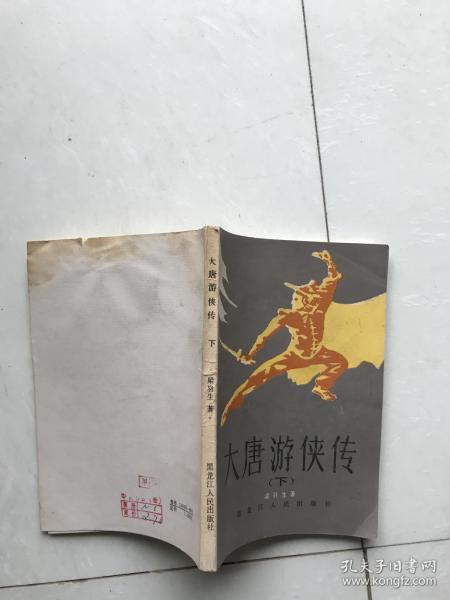 大唐游侠传
(下)
梁羽生著
黑龙江人民出版社
大唐游侠传 下
梁羽生 著
黑龙江人民出版社
孔夫子旧书网
www.kongfz.com